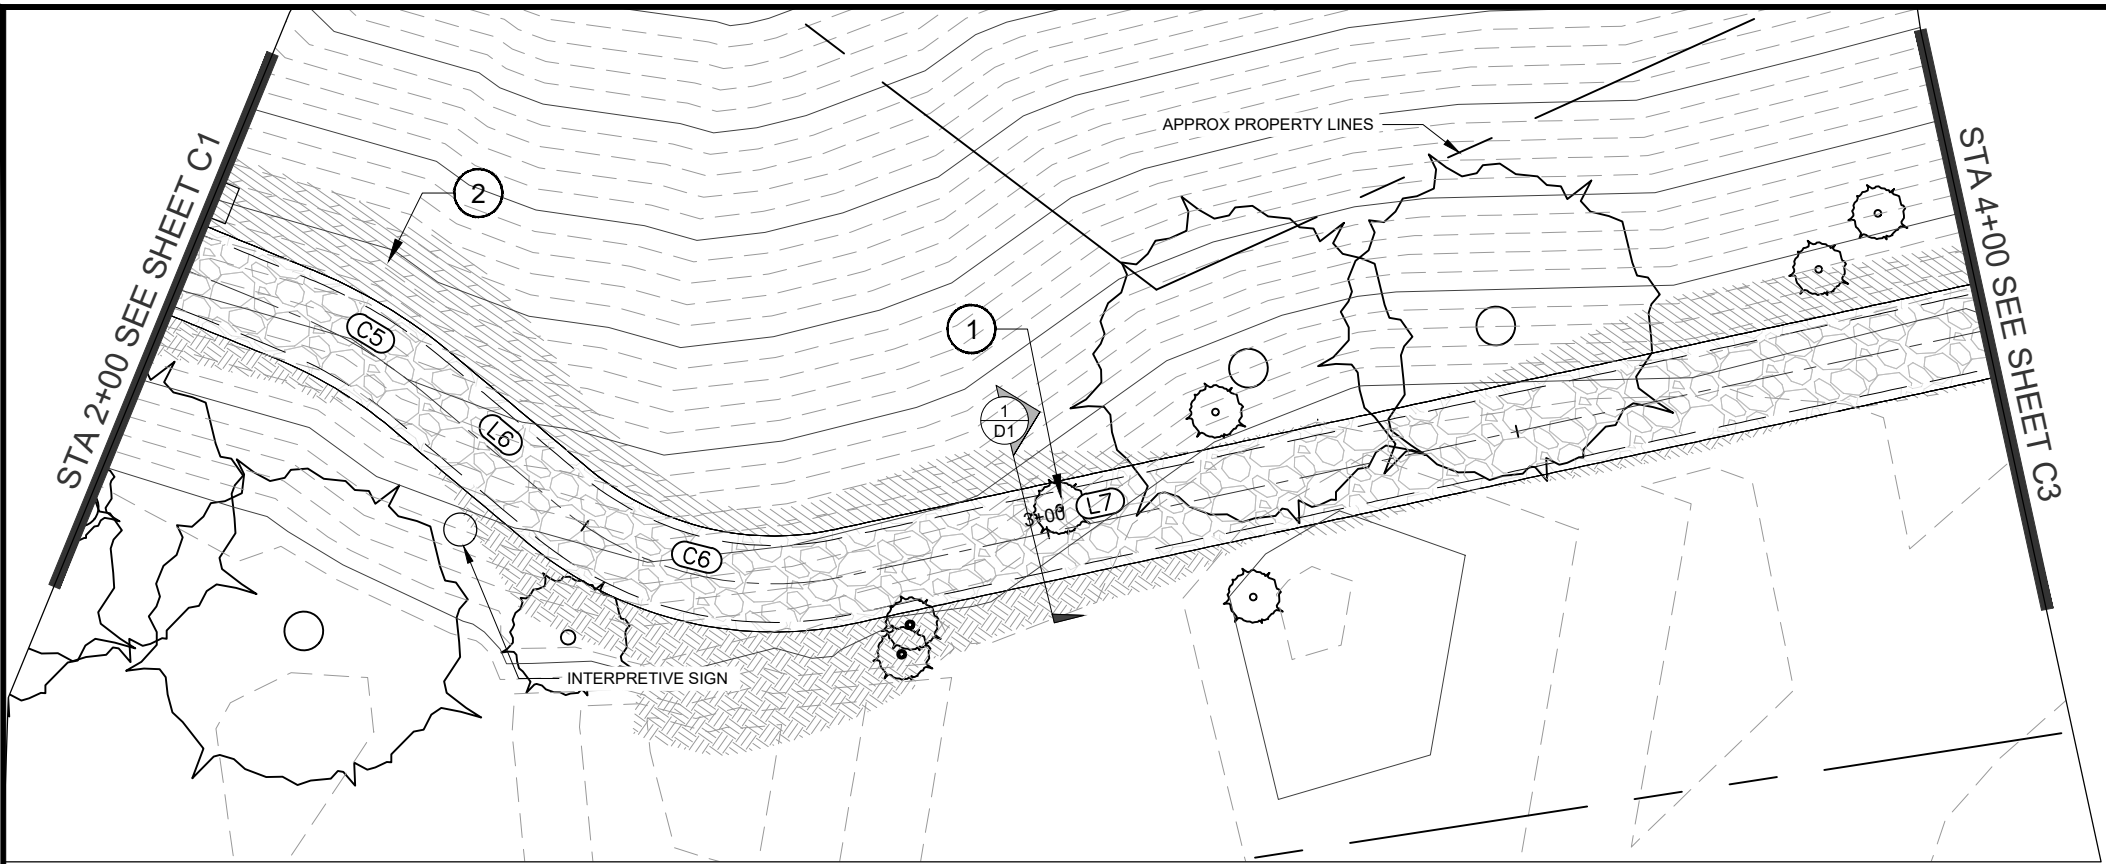 APPROX PROPERTY LINES
STA 2+00 SEE SHEET C1
STA 4+00 SEE SHEET C3
2
C5
1
1
D1
L6
L7
3+00
C6
INTERPRETIVE SIGN